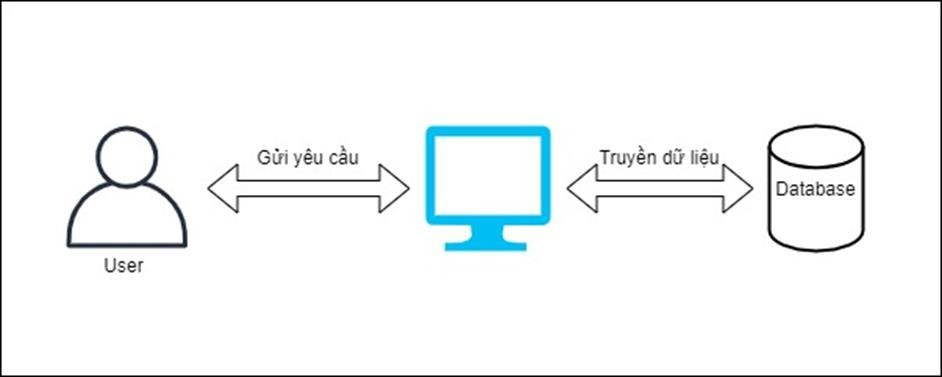 Gửi yêu cầu
Truyền dữ liệu
Database
User